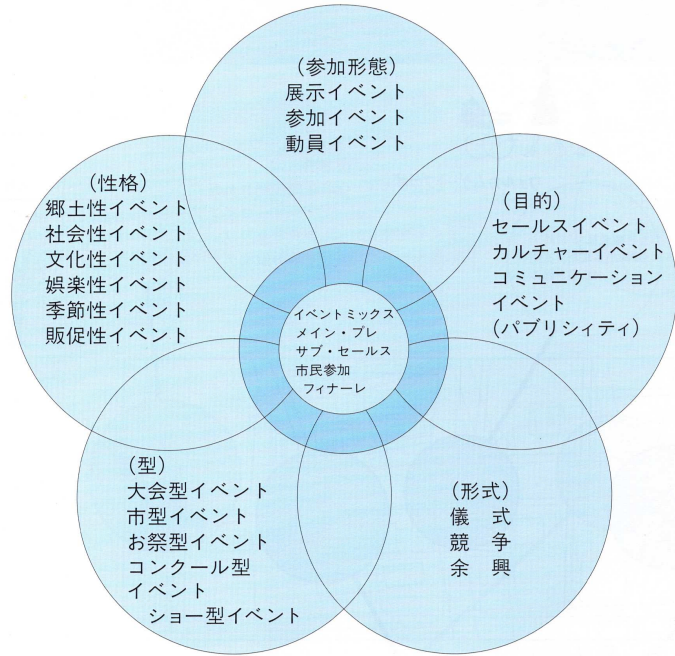 (参加形態)
展示イベント
参加イベント
動員イベント
(性格)
郷土性イベント
社会性イベント
文化性イベント
娯楽性イベント
季節性イベント
販促性イベント
(目的)
セールスイベント
カルチャーイベント
コミュニケーション
イベント
(パブリシィティ)
イベントミックス
メイン・プレ
サブ・セールス
市民参加
フィナーレ
(型)
大会型イベント
市型イベント
お祭型イベント
コンクール型
イベント
ショー型イベント
(形式)
儀　式
競　争
余　興